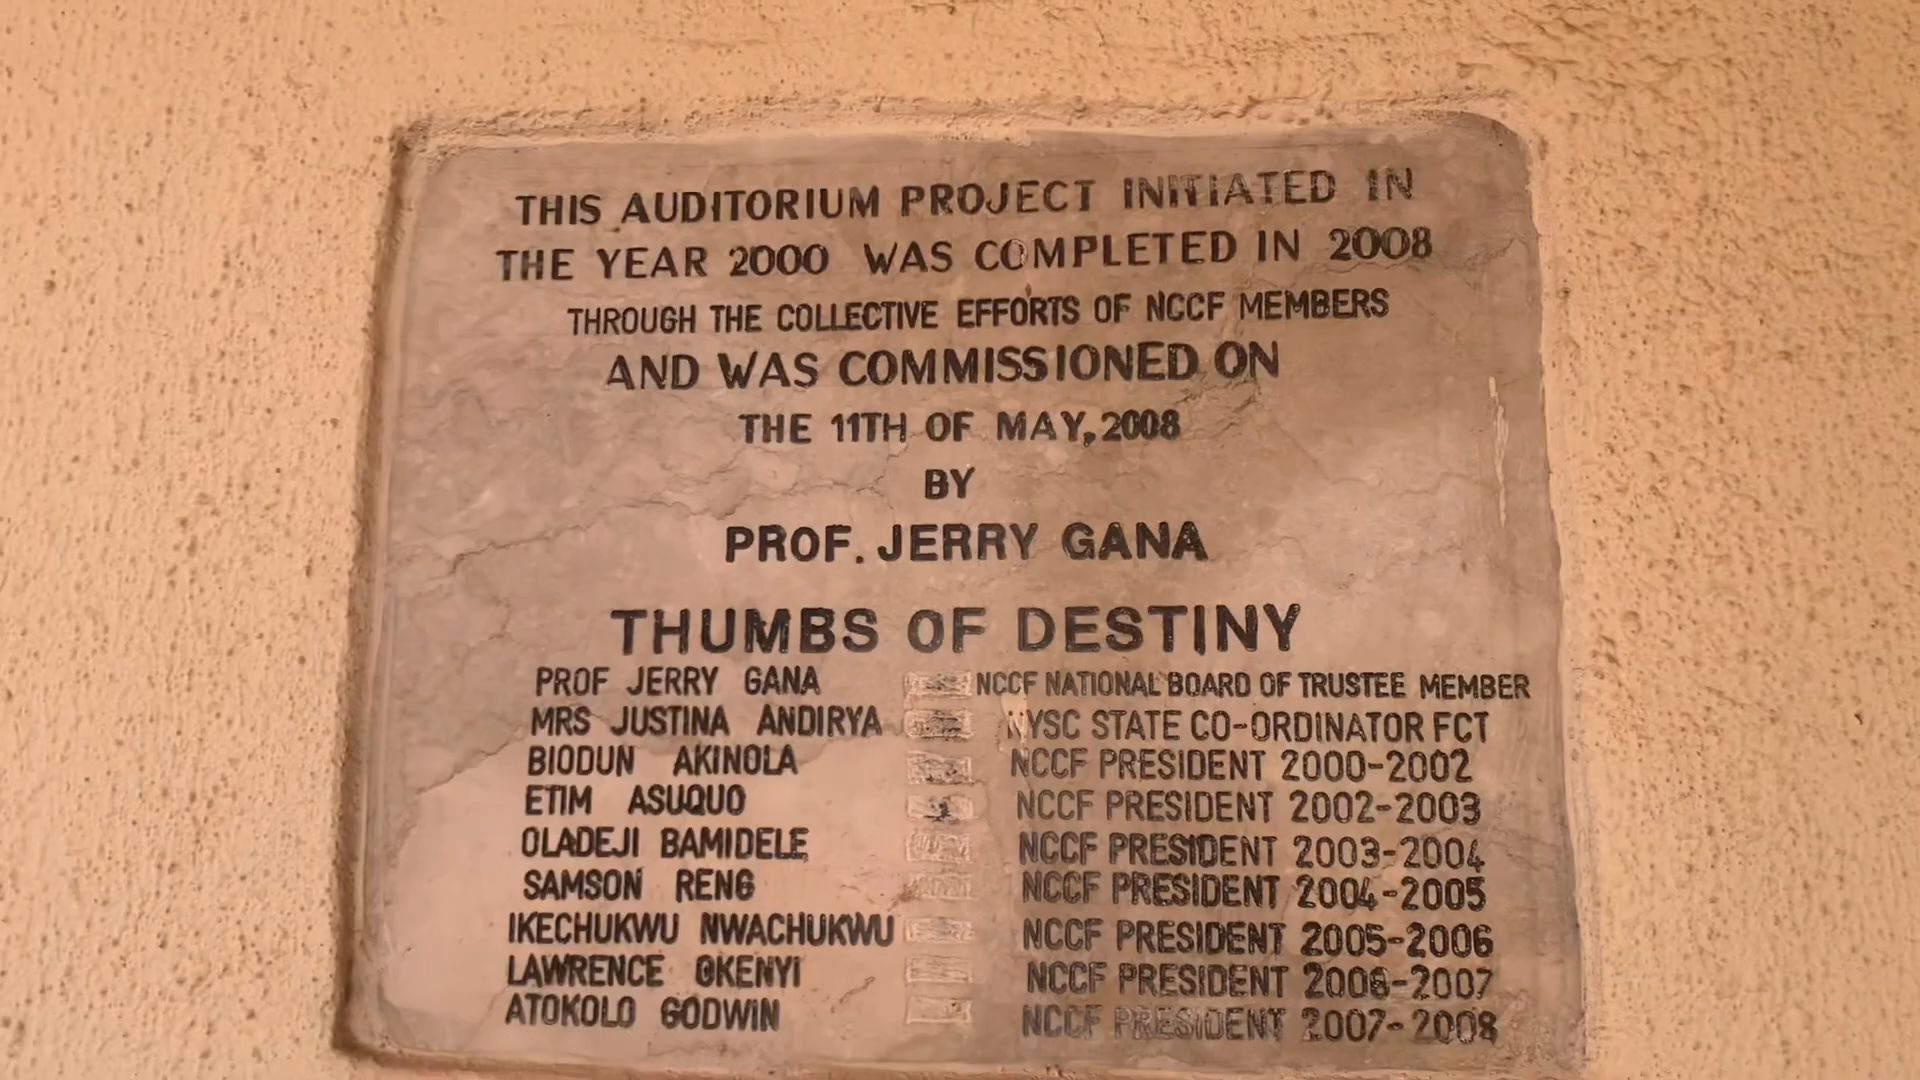 THIS AUDITORIUM PROJECT INITIATED IN
THE YEAR 2000 WAS COMPLETED IN 2008
THROUGH THE COLLECTIVE EFFORTS OF NCCF MEMBERS
AND WAS COMMISSIONED ON
THE 11TH OF MAY, 2008
BY
PROF. JERRY GANA
THUMBS OF DESTINY
PROF JERRY GANA NCCF NATIONAL BOARD OF TRUSTEE MEMBER
MRS JUSTINA ANDIRYA NYSC STATE CO-ORDINATOR FCT
BIODUN AKINOLA NCCF PRESIDENT 2000-2002
ETIM ASUQUO NCCF PRESIDENT 2002-2003
OLADEJI BAMIDELE NCCF PRESIDENT 2003-2004
SAMSON RENG NCCF PRESIDENT 2004-2005
IKECHUKWU NWACHUKWU NCCF PRESIDENT 2005-2006
LAWRENCE OKENYI NCCF PRESIDENT 2006-2007
ATOKOLO GODWIN NCCF PRESIDENT 2007-2008